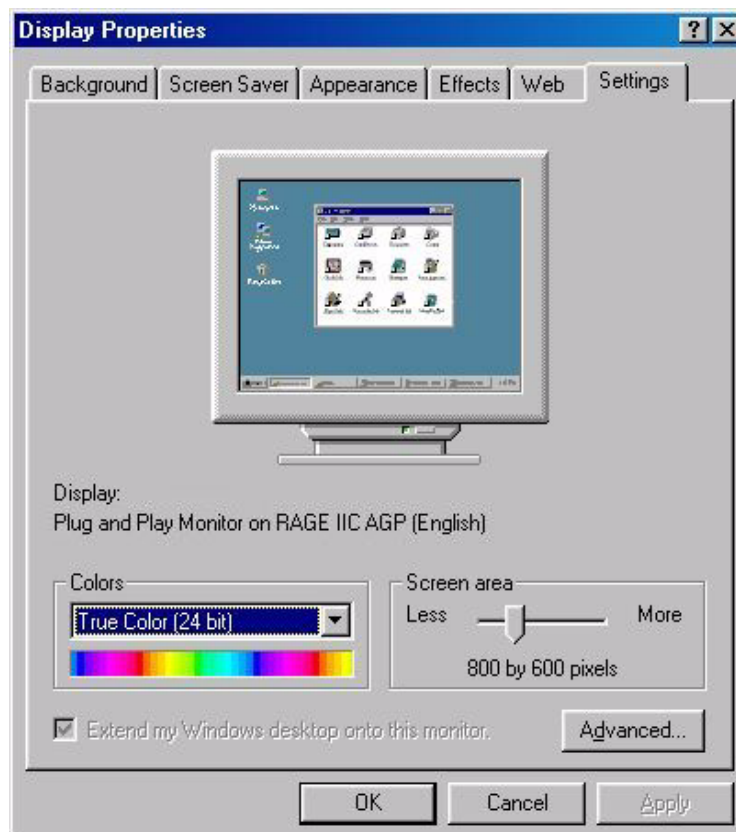 Display Properties
Background Screen Saver Appearance Effects Web Settings
Display:
Plug and Play Monitor on RAGE IIC AGP (English)
Colors
True Color (24 bit)
Screen area
Less More
800 by 600 pixels
Extend my Windows desktop onto this monitor.
Advanced...
OK Cancel Apply